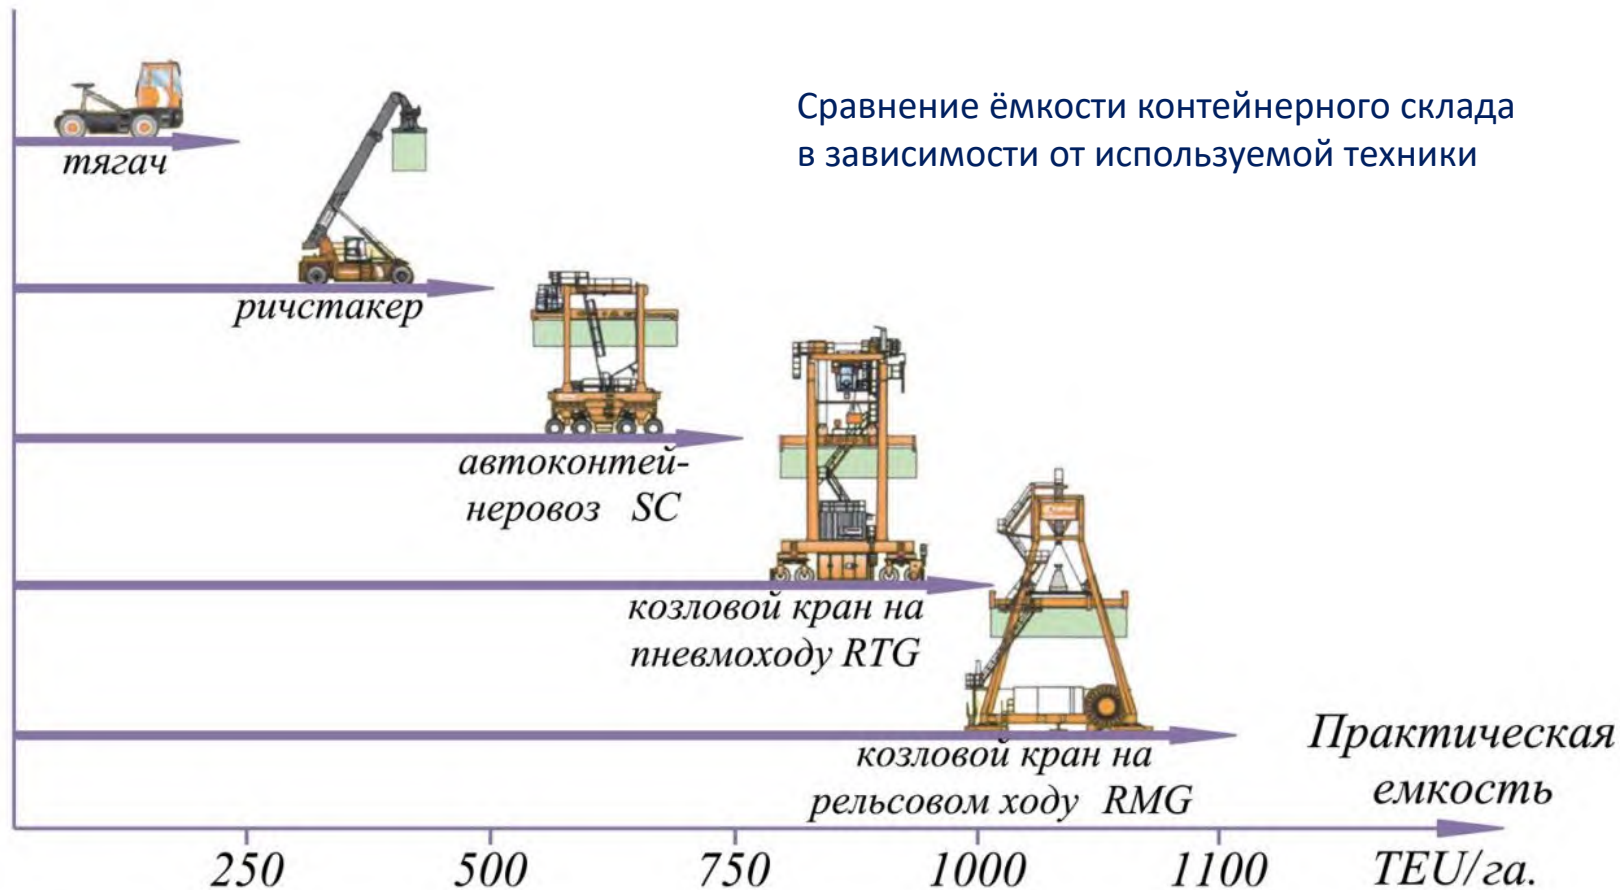 Сравнение ёмкости контейнерного склада
в зависимости от используемой техники
тягач
ричстакер
автоконтей-
неровоз SC
козловой кран на
пневмоходу RTG
козловой кран на
рельсовом ходу RMG
Практическая
емкость
250 500 750 1000 1100 TEU/га.